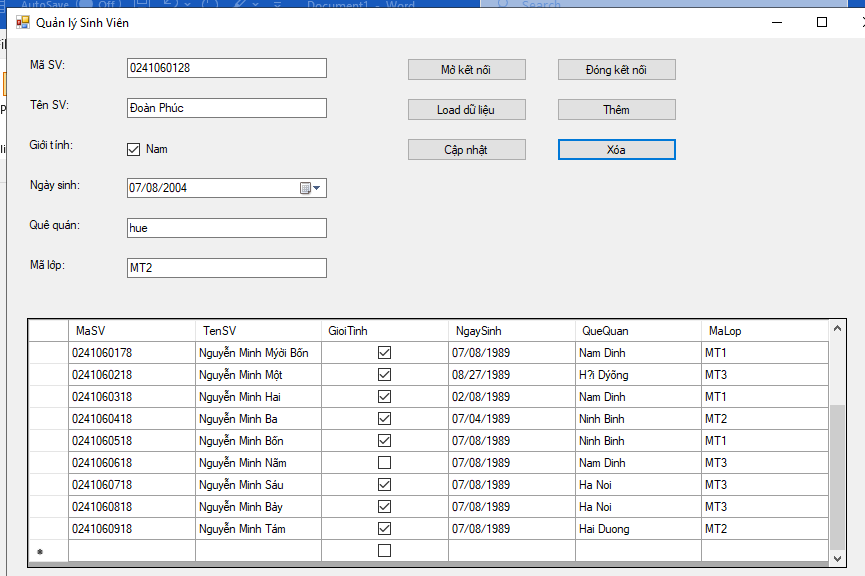 AutoSave Off Document1 - Word Search
Quản lý Sinh Viên
Mã SV: 0241060128 Mở kết nối Đóng kết nối
Tên SV: Đoàn Phúc Load dữ liệu Thêm
Giới tính: Nam Cập nhật Xóa
Ngày sinh: 07/08/2004
Quê quán: hue
Mã lớp: MT2
MaSV TenSV GioiTinh NgaySinh QueQuan MaLop
0241060178 Nguyễn Minh Mýời Bốn 07/08/1989 Nam Dinh MT1
0241060218 Nguyễn Minh Một 08/27/1989 H?i Dýõng MT3
0241060318 Nguyễn Minh Hai 02/08/1989 Nam Dinh MT1
0241060418 Nguyễn Minh Ba 07/04/1989 Ninh Binh MT2
0241060518 Nguyễn Minh Bốn 07/08/1989 Ninh Binh MT1
0241060618 Nguyễn Minh Nãm 07/08/1989 Nam Dinh MT3
0241060718 Nguyễn Minh Sáu 07/08/1989 Ha Noi MT3
0241060818 Nguyễn Minh Bảy 07/08/1989 Ha Noi MT3
0241060918 Nguyễn Minh Tám 07/08/1989 Hai Duong MT2